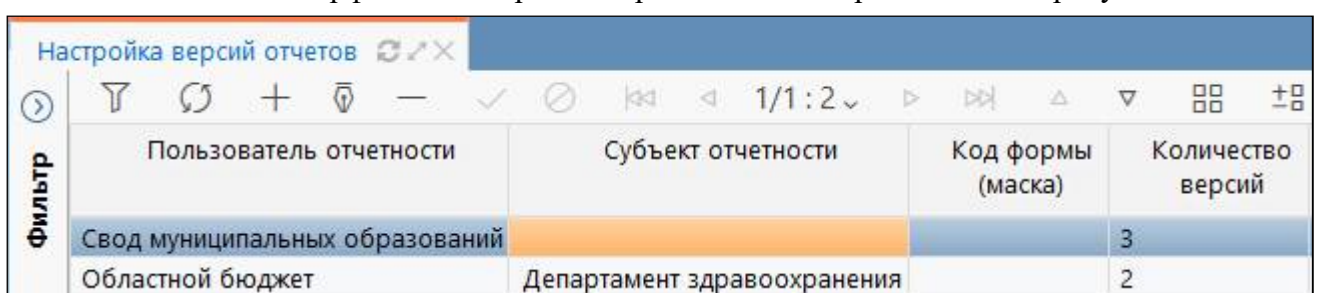 Настройка версий отчетов
1/1 : 2
Фильтр
Пользователь отчетности Субъект отчетности Код формы (маска) Количество версий
Свод муниципальных образований 3
Областной бюджет Департамент здравоохранения 2